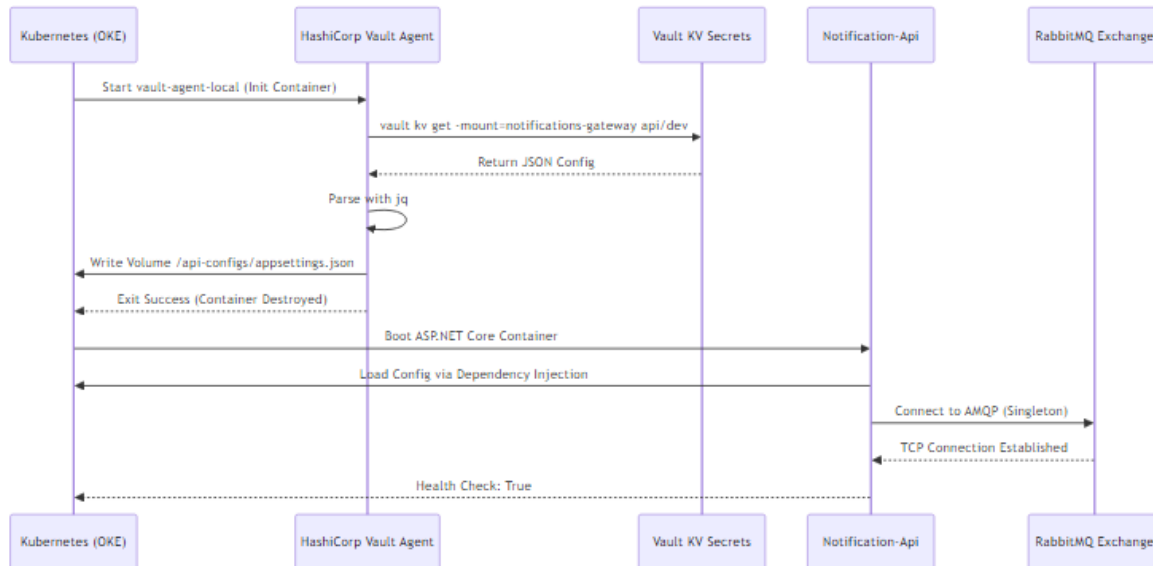 Kubernetes (OKE)
HashiCorp Vault Agent
Vault KV Secrets
Notification-Api
RabbitMQ Exchange
Start vault-agent-local (Init Container)
vault kv get -mount=notifications-gateway api/dev
Return JSON Config
Parse with jq
Write Volume /api-configs/appsettings.json
Exit Success (Container Destroyed)
Boot ASP.NET Core Container
Load Config via Dependency Injection
Connect to AMQP (Singleton)
TCP Connection Established
Health Check: True
Kubernetes (OKE)
HashiCorp Vault Agent
Vault KV Secrets
Notification-Api
RabbitMQ Exchange